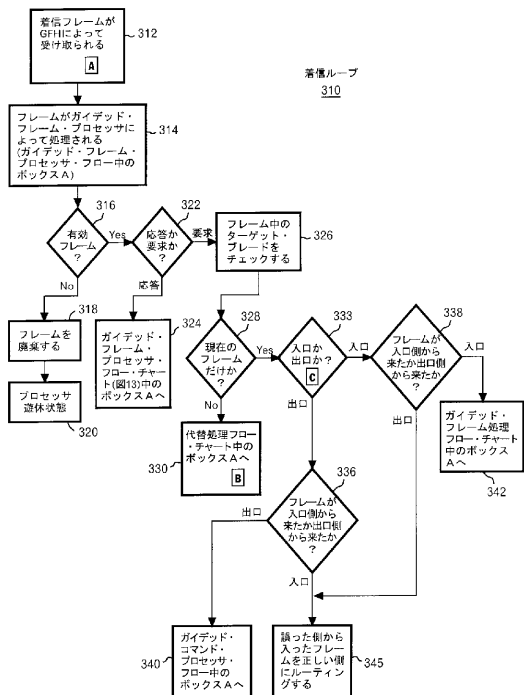 着信フレームが
GFHによって
受け取られる
A
312
着信ループ
310
フレームがガイデッド・
フレーム・プロセッサに
よって処理される
(ガイデッド・フレーム・
プロセッサ・フロー中の
ボックスA)
314
316
有効
フレーム
?
Yes
322
応答か
要求か?
要求
フレーム中の
ターゲット・
ブレードを
チェックする
326
No
応答
318
フレームを
廃棄する
プロセッサ
遊休状態
320
ガイデッド・
フレーム・
プロセッサ・
フロー・チャー
ト(図13)中の
ボックスAへ
324
328
現在の
フレーム
だけか?
Yes
333
入口か
出口か?
C
入口
338
フレームが
入口側から
来たか出口側
から来たか?
入口
No
出口
出口
代替処理フロー
・チャート中の
ボックスAへ
B
330
ガイデッド・
フレーム処理
フロー・チャート
中のボックス
Aへ
342
336
フレームが
入口側から
来たか出口側
から来たか
?
出口
入口
ガイデッド・
コマンド・
プロセッサ・
フロー中の
ボックスAへ
340
誤った側から
入ったフレー
ムを正しい側
にルーティン
グする
345